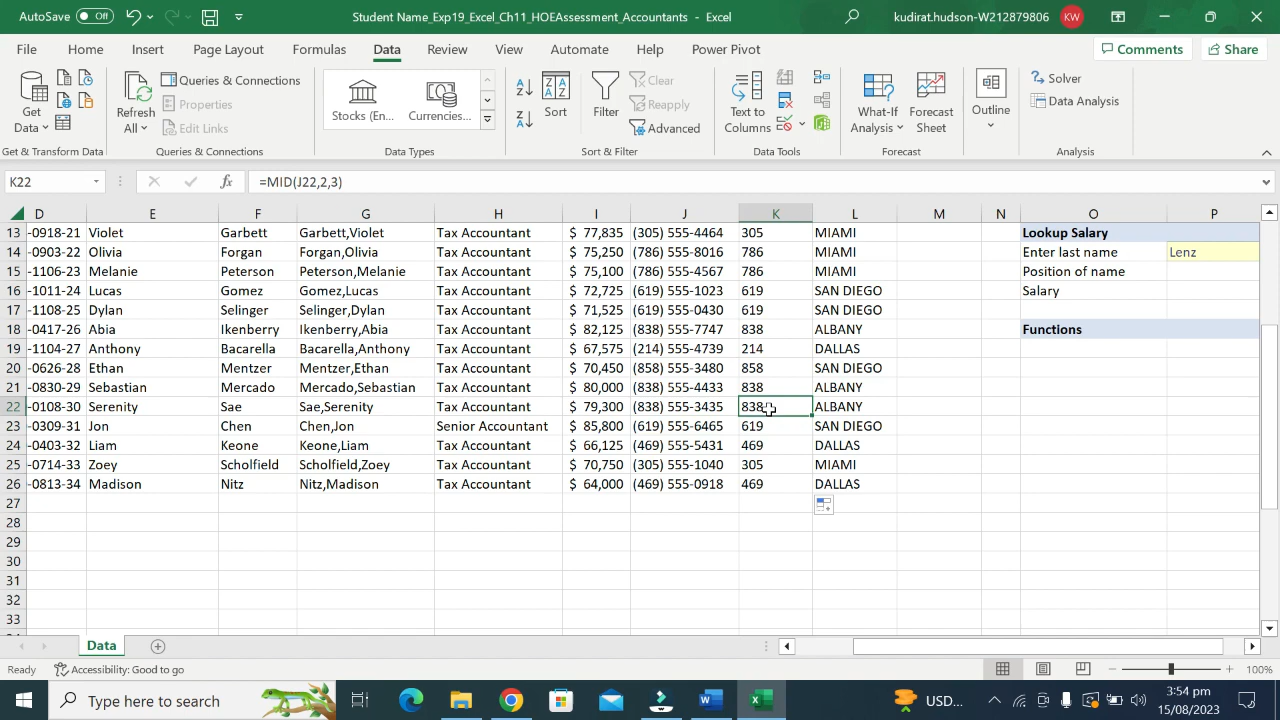 AutoSave Off Student Name_Exp19_Excel_Ch11_HOEAssessment_Accountants - Excel kudirat.hudson-W212879806 KW
File Home Insert Page Layout Formulas Data Review View Automate Help Power Pivot Comments Share
Get Data Refresh All Queries & Connections Properties Edit Links Stocks (En... Currencies... Sort Filter Clear Reapply Advanced Text to Columns What-If Analysis Forecast Sheet Outline Solver Data Analysis
Get & Transform Data Queries & Connections Data Types Sort & Filter Data Tools Forecast Analysis
K22 fx =MID(J22,2,3)
D E F G H I J K L M N O P
13 -0918-21 Violet Garbett Garbett,Violet Tax Accountant $ 77,835 (305) 555-4464 305 MIAMI Lookup Salary
14 -0903-22 Olivia Forgan Forgan,Olivia Tax Accountant $ 75,250 (786) 555-8016 786 MIAMI Enter last name Lenz
15 -1106-23 Melanie Peterson Peterson,Melanie Tax Accountant $ 75,100 (786) 555-4567 786 MIAMI Position of name
16 -1011-24 Lucas Gomez Gomez,Lucas Tax Accountant $ 72,725 (619) 555-1023 619 SAN DIEGO Salary
17 -1108-25 Dylan Selinger Selinger,Dylan Tax Accountant $ 71,525 (619) 555-0430 619 SAN DIEGO
18 -0417-26 Abia Ikenberry Ikenberry,Abia Tax Accountant $ 82,125 (838) 555-7747 838 ALBANY Functions
19 -1104-27 Anthony Bacarella Bacarella,Anthony Tax Accountant $ 67,575 (214) 555-4739 214 DALLAS
20 -0626-28 Ethan Mentzer Mentzer,Ethan Tax Accountant $ 70,450 (858) 555-3480 858 SAN DIEGO
21 -0830-29 Sebastian Mercado Mercado,Sebastian Tax Accountant $ 80,000 (838) 555-4433 838 ALBANY
22 -0108-30 Serenity Sae Sae,Serenity Tax Accountant $ 79,300 (838) 555-3435 838 ALBANY
23 -0309-31 Jon Chen Chen,Jon Senior Accountant $ 85,800 (619) 555-6465 619 SAN DIEGO
24 -0403-32 Liam Keone Keone,Liam Tax Accountant $ 66,125 (469) 555-5431 469 DALLAS
25 -0714-33 Zoey Scholfield Scholfield,Zoey Tax Accountant $ 70,750 (305) 555-1040 305 MIAMI
26 -0813-34 Madison Nitz Nitz,Madison Tax Accountant $ 64,000 (469) 555-0918 469 DALLAS
27
28
29
30
31
32
33
Data
Ready Accessibility: Good to go 100%
Type here to search USD... 3:54 pm
15/08/2023